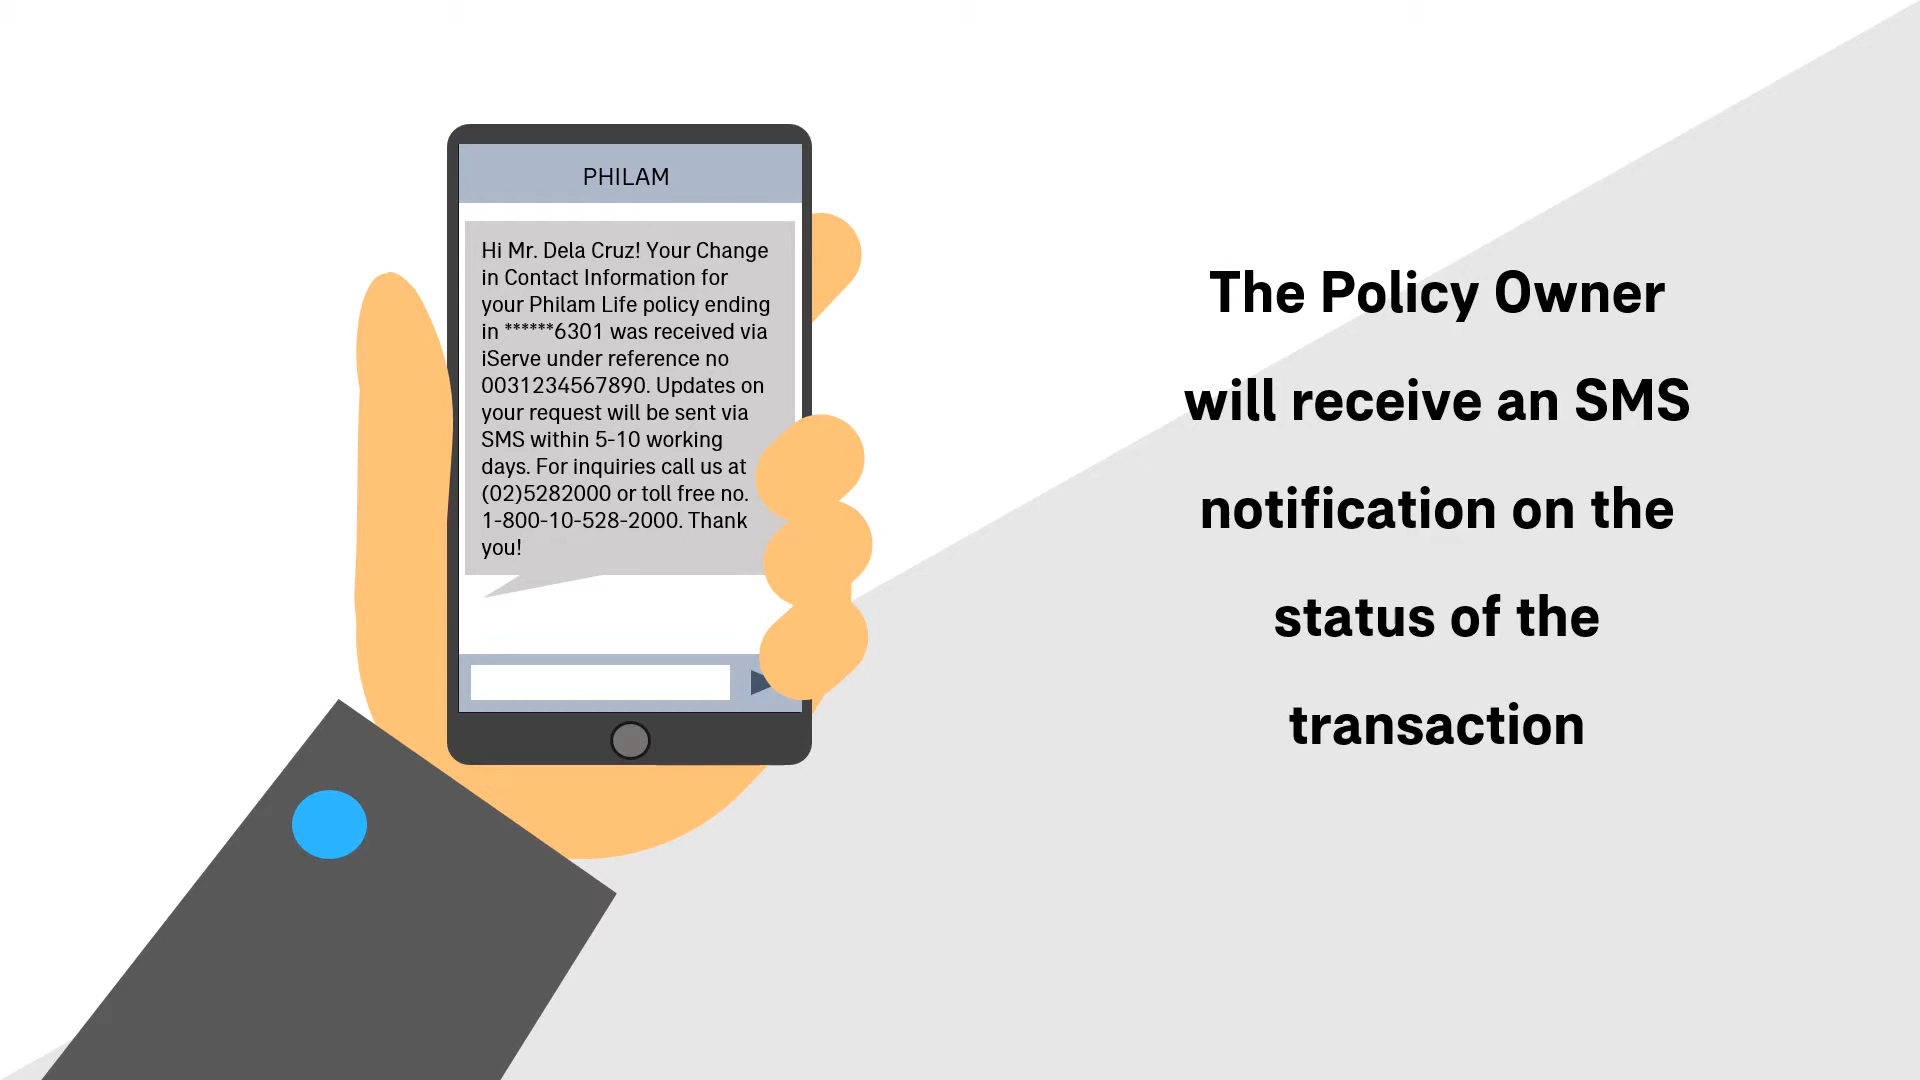 PHILAM
Hi Mr. Dela Cruz! Your Change
in Contact Information for
your Philam Life policy ending
in ******6301 was received via
iServe under reference no
0031234567890. Updates on
your request will be sent via
SMS within 5-10 working
days. For inquiries call us at
(02)5282000 or toll free no.
1-800-10-528-2000. Thank
you!
The Policy Owner
will receive an SMS
notification on the
status of the
transaction